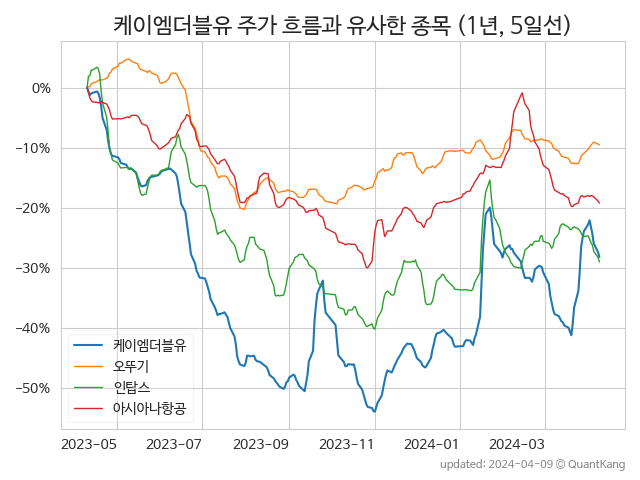 케이엠더블유 주가 흐름과 유사한 종목 (1년, 5일선)
0%
−10%
−20%
−30%
−40%
−50%
케이엠더블유
오뚜기
인탑스
아시아나항공
2023-05 2023-07 2023-09 2023-11 2024-01 2024-03
updated: 2024-04-09 © QuantKang